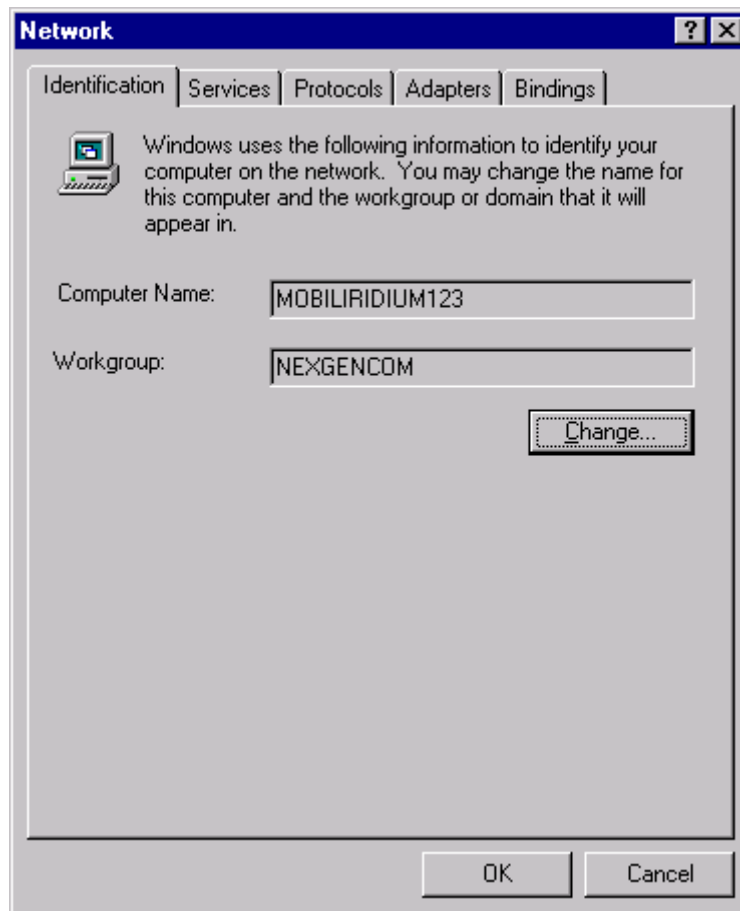 Network
Identification Services Protocols Adapters Bindings
Windows uses the following information to identify your
computer on the network. You may change the name for
this computer and the workgroup or domain that it will
appear in.
Computer Name: MOBILIRIDIUM123
Workgroup: NEXGENCOM
Change...
OK Cancel